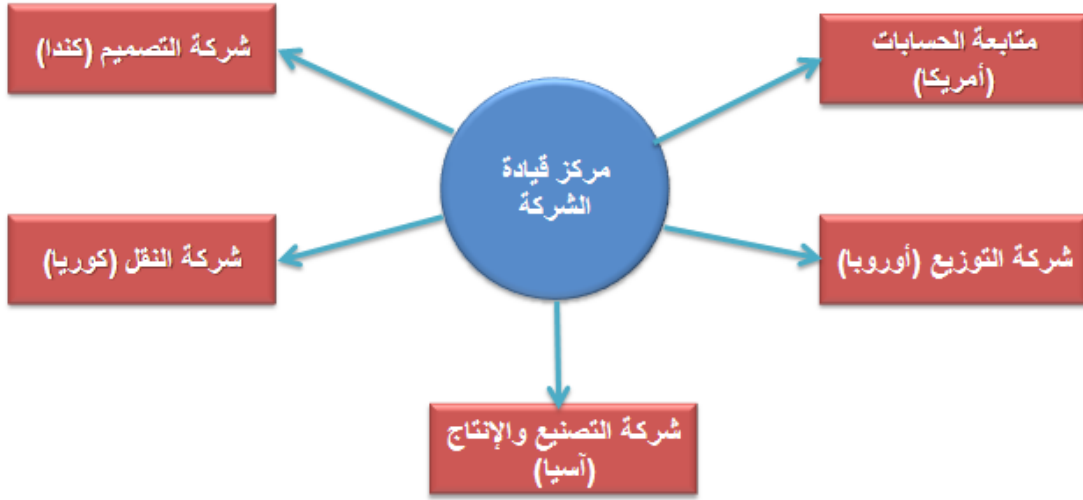 متابعة الحسابات
(أمريكا)
شركة التصميم (كندا)
مركز قيادة
الشركة
شركة التوزيع (أوروبا)
شركة النقل (كوريا)
شركة التصنيع والإنتاج
(آسيا)